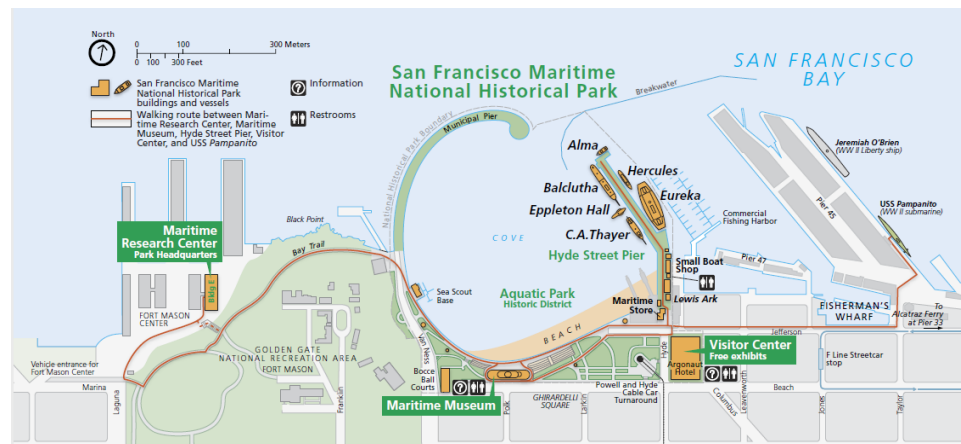 North
0 100 300 Meters
0 100 300 Feet
San Francisco Maritime
National Historical Park
buildings and vessels
Information
Walking route between Mari-
time Research Center, Maritime
Museum, Hyde Street Pier, Visitor
Center, and USS Pampanito
Restrooms
San Francisco Maritime
National Historical Park
SAN FRANCISCO
BAY
Breakwater
National Historical Park Boundary
Municipal Pier
Alma
Hercules
Balclutha
Eureka
Eppleton Hall
C.A.Thayer
Hyde Street Pier
Jeremiah O'Brien
(WW II Liberty ship)
Pier 45
USS Pampanito
(WW II submarine)
Commercial
Fishing Harbor
Pier 47
Black Point
Maritime
Research Center
Park Headquarters
Bay Trail
COVE
Bldg E
Small Boat
Shop
Sea Scout
Base
Aquatic Park
Historic District
Lewis Ark
Maritime
Store
FORT MASON
CENTER
BEACH
FISHERMAN'S
WHARF
To
Alcatraz Ferry
at Pier 33
Jefferson
GOLDEN GATE
NATIONAL RECREATION AREA
FORT MASON
Van Ness
Hyde
Visitor Center
Free exhibits
Argonaut
Hotel
F Line Streetcar
stop
Vehicle entrance for
Fort Mason Center
Marina
Bocce
Ball
Courts
Powell and Hyde
Cable Car
Turnaround
Beach
Maritime Museum
GHIRARDELLI
SQUARE
Laguna
Franklin
Polk
Larkin
Columbus
Leavenworth
Jones
Taylor